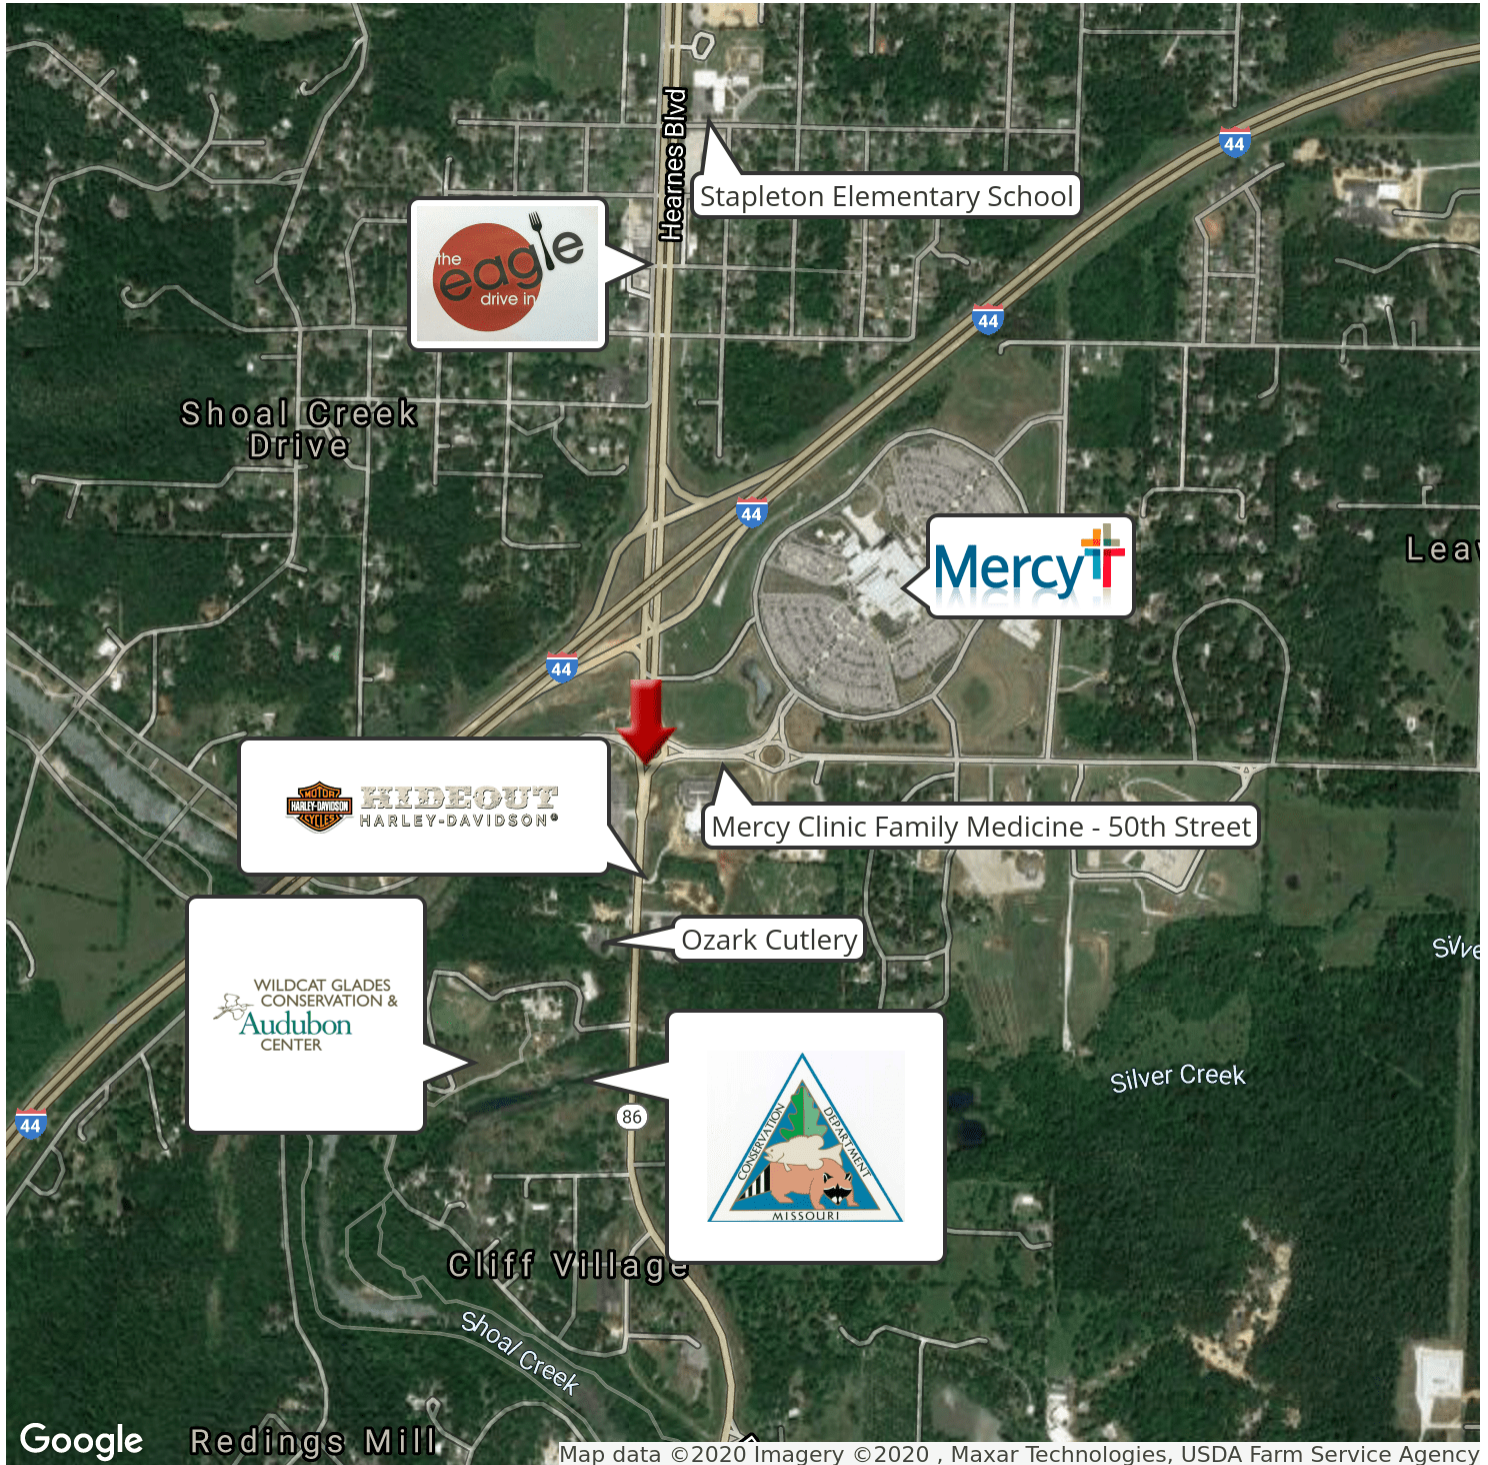 Hearnes Blvd
44
Stapleton Elementary School
the
eagle
drive in
44
Shoal Creek
Drive
44
Mercy
44
MOTOR
HARLEY-DAVIDSON
CYCLES
HIDEOUT
HARLEY-DAVIDSON
Mercy Clinic Family Medicine - 50th Street
Ozark Cutlery
WILDCAT GLADES
CONSERVATION &
Audubon
CENTER
Silver Creek
44
86
CONSERVATION
DEPARTMENT
MISSOURI
Cliff Village
Shoal Creek
Redings Mill
Google
Map data ©2020 Imagery ©2020 , Maxar Technologies, USDA Farm Service Agency